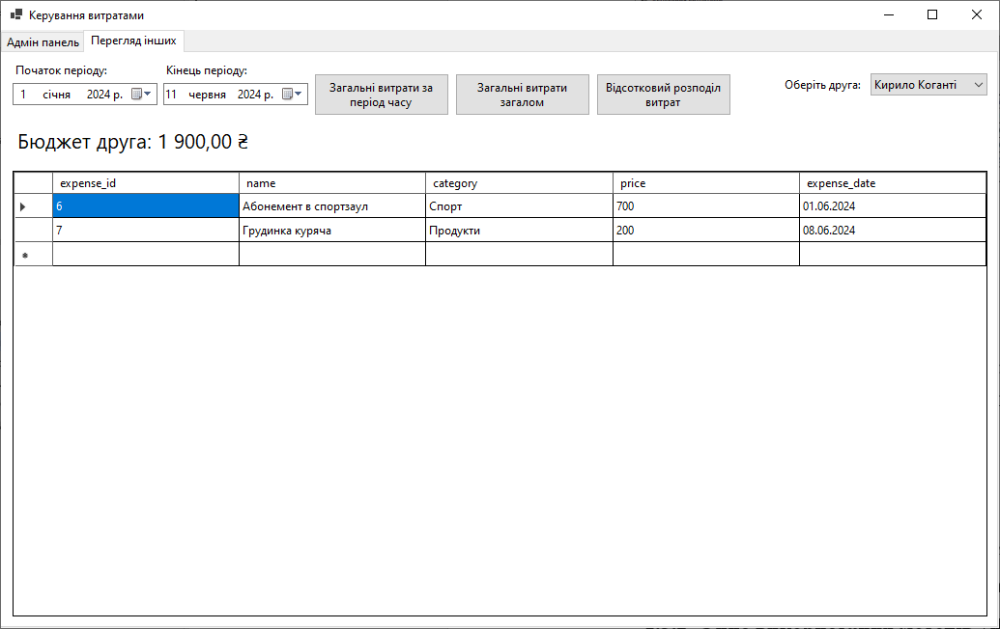 Керування витратами
Адмін панель Перегляд інших
Початок періоду: Кінець періоду:
1 січня 2024 р. 11 червня 2024 р.
Загальні витрати за
період часу
Загальні витрати
загалом
Відсотковий розподіл
витрат
Оберіть друга: Кирило Коганті
Бюджет друга: 1 900,00 ₴
expense_id name category price expense_date
6 Абонемент в спортзаул Спорт 700 01.06.2024
7 Грудинка куряча Продукти 200 08.06.2024